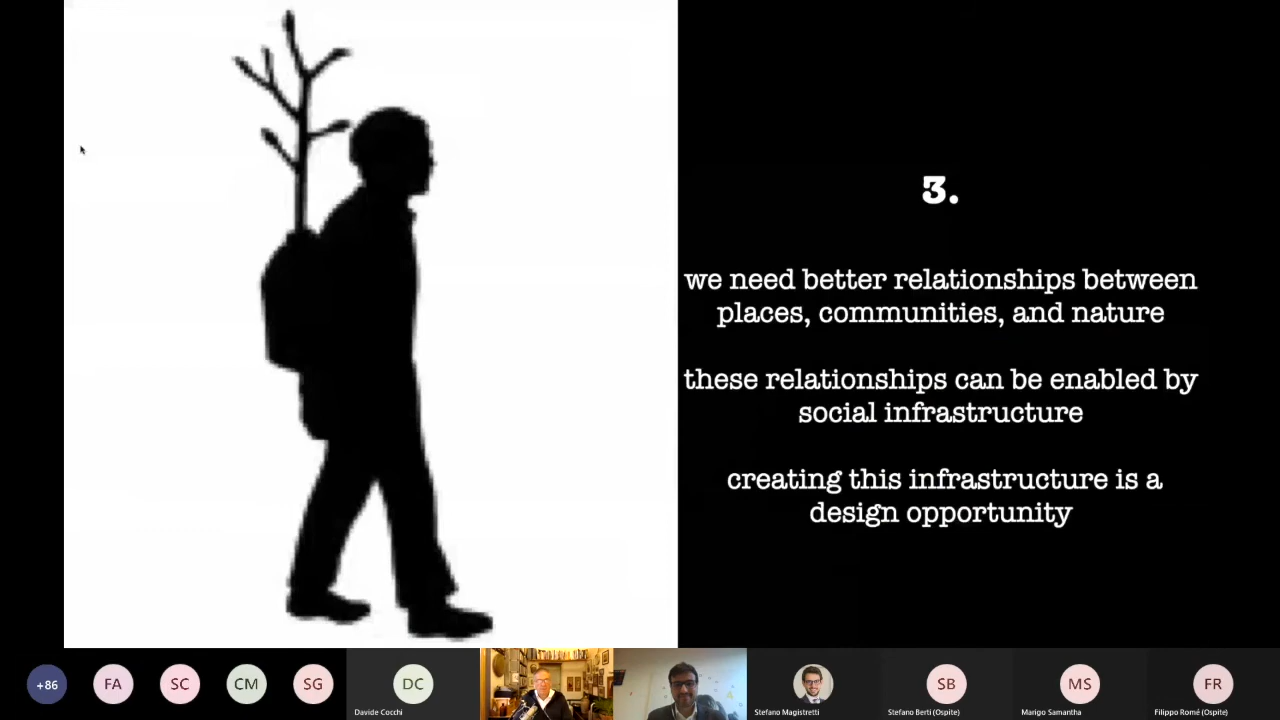 3.
we need better relationships between
places, communities, and nature
these relationships can be enabled by
social infrastructure
creating this infrastructure is a
design opportunity
+86
FA
SC
CM
SG
DC
Davide Cocchi
Stefano Magistretti
SB
Stefano Berti (Ospite)
MS
Marigo Samantha
FR
Filippo Romé (Ospite)